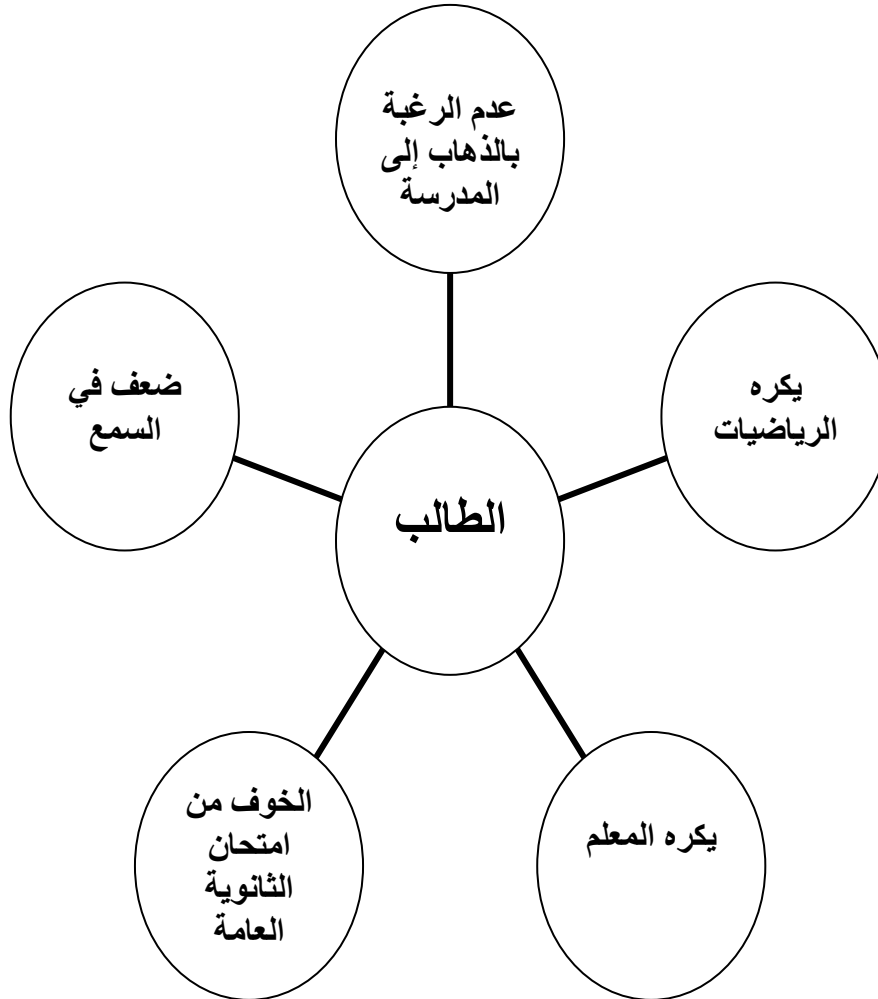 عدم الرغبة
بالذهاب إلى
المدرسة
يكره
الرياضيات
ضعف في
السمع
الطالب
يكره المعلم
الخوف من
امتحان
الثانوية
العامة